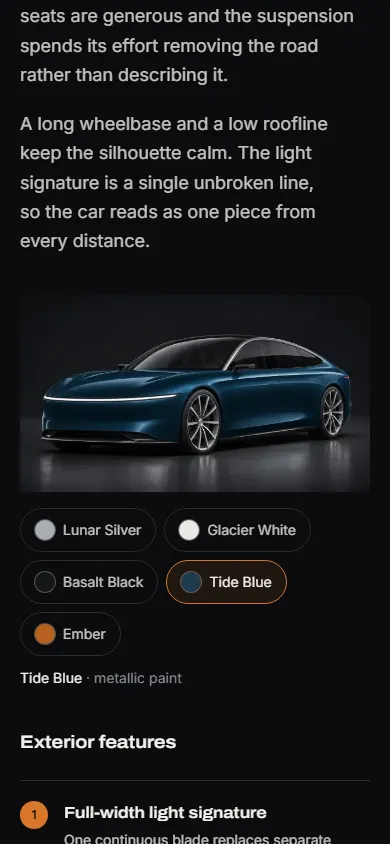 seats are generous and the suspension
spends its effort removing the road
rather than describing it.
A long wheelbase and a low roofline
keep the silhouette calm. The light
signature is a single unbroken line,
so the car reads as one piece from
every distance.
Lunar Silver
Glacier White
Basalt Black
Tide Blue
Ember
Tide Blue · metallic paint
Exterior features
1 Full-width light signature
One continuous blade replaces separate